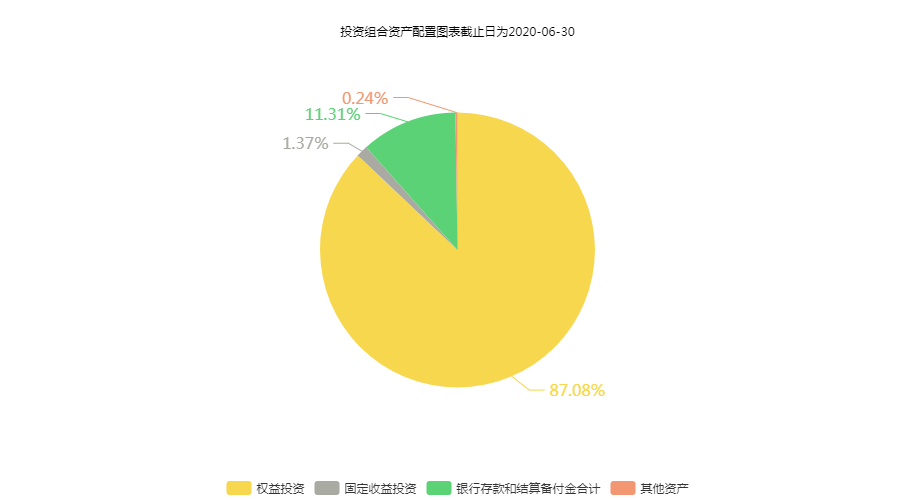 投资组合资产配置图表截止日为2020-06-30
0.24%
11.31%
1.37%
87.08%
权益投资 固定收益投资 银行存款和结算备付金合计 其他资产